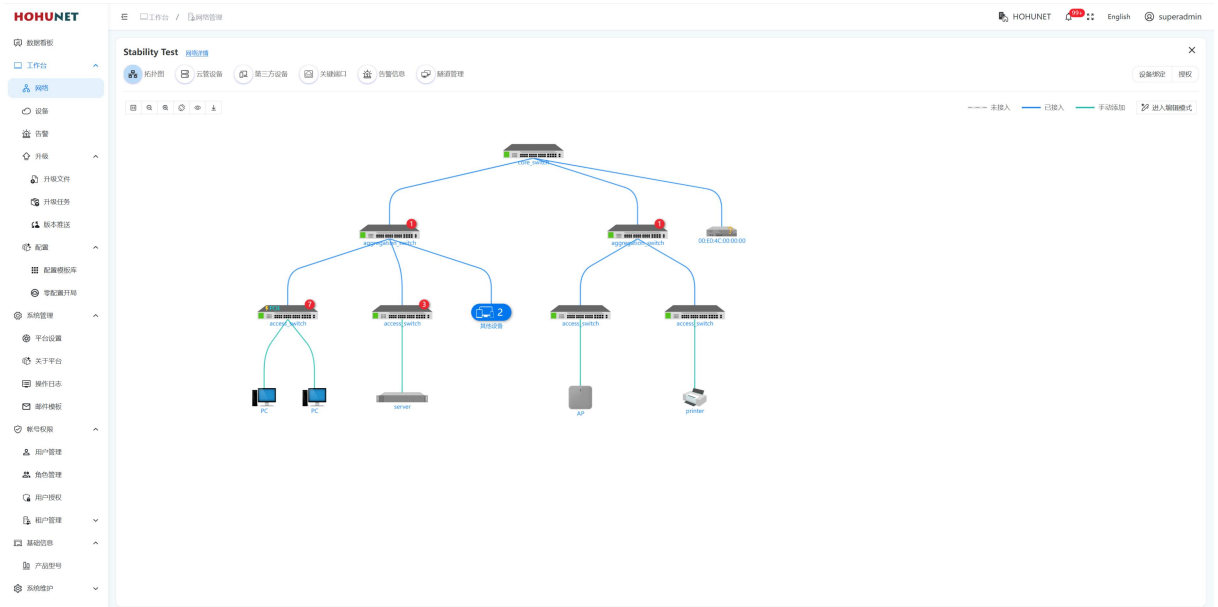 HOHUNET
工作台 / 网络管理
HOHUNET
99+
English
superadmin
数据看板
工作台
网络
设备
告警
升级
升级文件
升级任务
版本推送
配置
配置模板库
零配置开局
系统管理
平台设置
关于平台
操作日志
邮件模板
帐号权限
用户管理
角色管理
用户授权
租户管理
基础信息
产品型号
系统维护
Stability Test 网络详情
拓扑图 云管设备 第三方设备 关键端口 告警信息 隧道管理
设备绑定 授权
未接入 已接入 手动添加 进入编辑模式
core_switch
1
1
aggregation_switch
aggregation_switch
00:E0:4C:00:00:00
7
3
2
access_switch
access_switch
其他设备
access_switch
access_switch
PC
PC
server
AP
printer